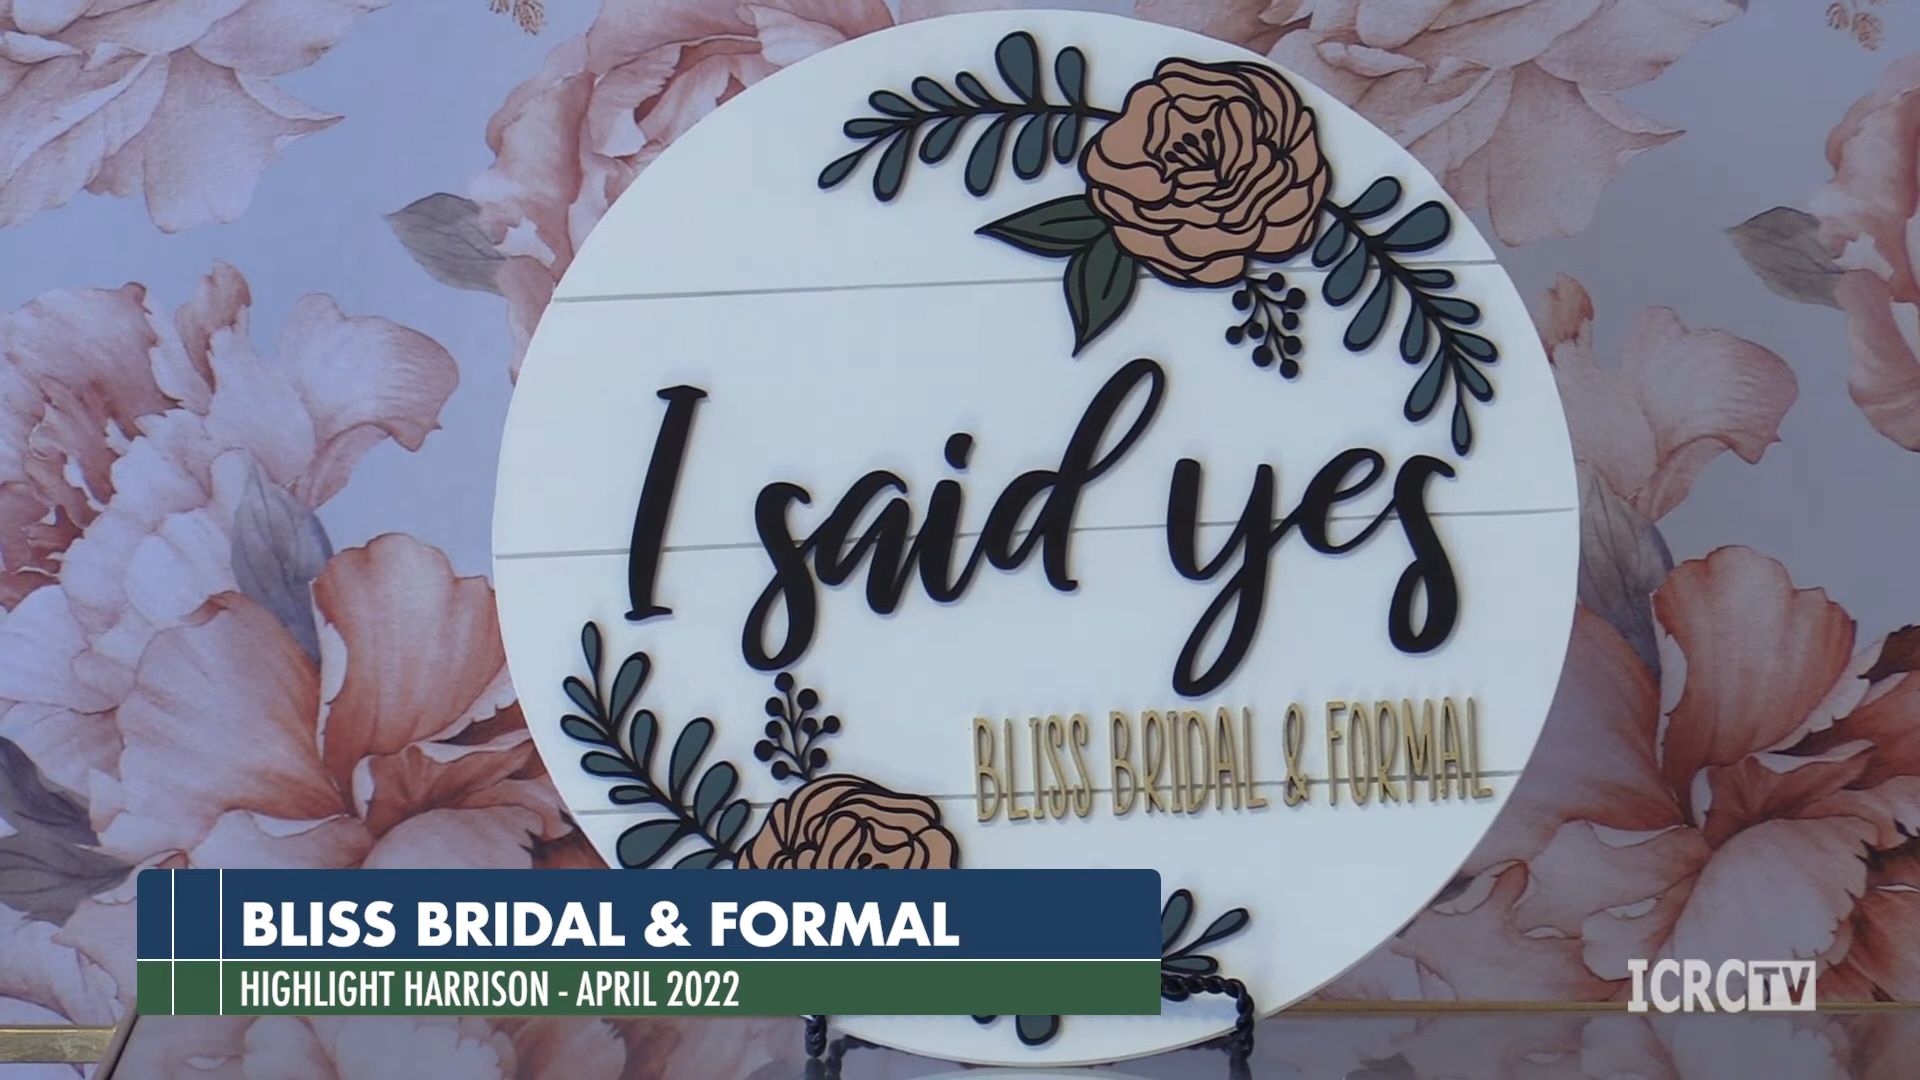 I said yes
BLISS BRIDAL & FORMAL
BLISS BRIDAL & FORMAL
HIGHLIGHT HARRISON - APRIL 2022
ICRCTV